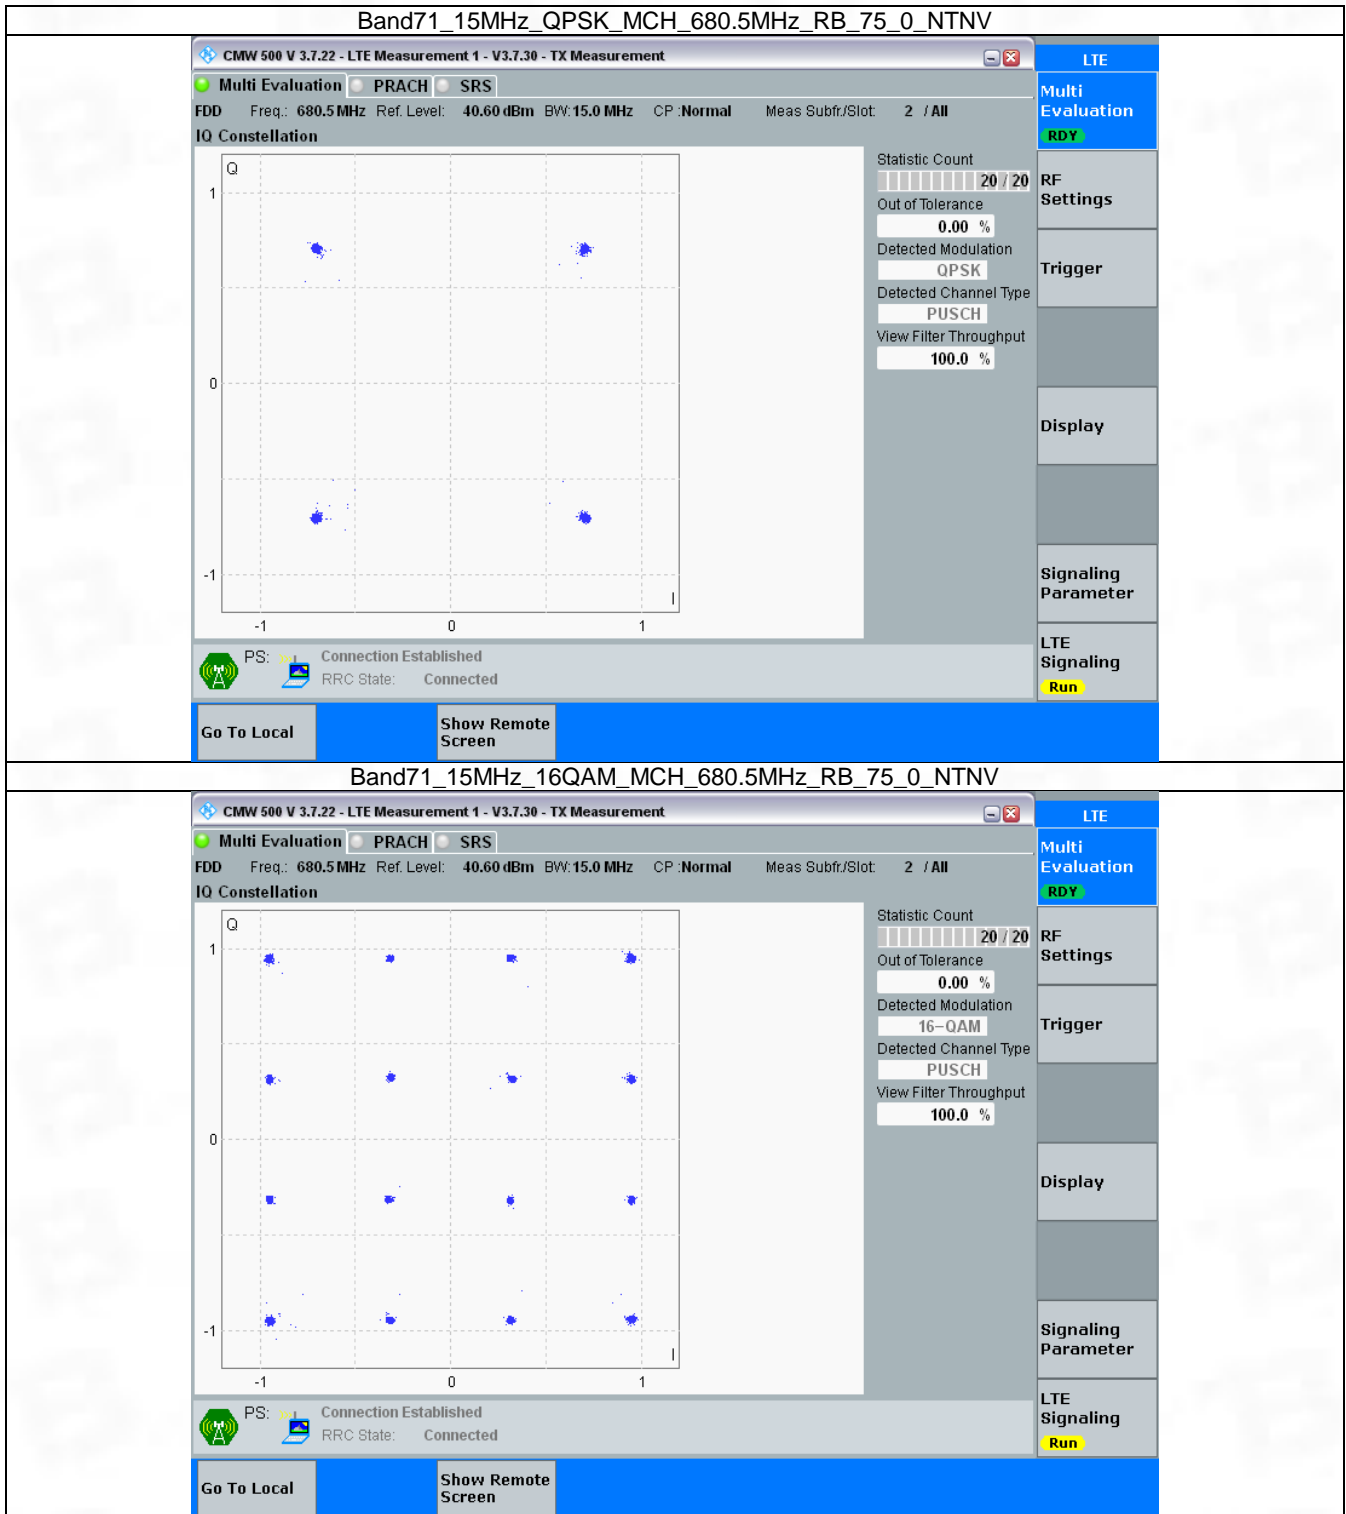 Band71_15MHz_QPSK_MCH_680.5MHz_RB_75_0_NTNV
CMW 500 V 3.7.22 - LTE Measurement 1 - V3.7.30 - TX Measurement
LTE
Multi Evaluation PRACH SRS
Multi
Evaluation
RDY
FDD Freq.: 680.5 MHz Ref. Level: 40.60 dBm BW: 15.0 MHz CP : Normal Meas Subfr./Slot: 2 / All
IQ Constellation
Q
1
0
-1
I
-1 0 1
Statistic Count
20 / 20
Out of Tolerance
0.00 %
Detected Modulation
QPSK
Detected Channel Type
PUSCH
View Filter Throughput
100.0 %
RF
Settings
Trigger
Display
Signaling
Parameter
LTE
Signaling
Run
PS: Connection Established
RRC State: Connected
Go To Local
Show Remote
Screen
Band71_15MHz_16QAM_MCH_680.5MHz_RB_75_0_NTNV
CMW 500 V 3.7.22 - LTE Measurement 1 - V3.7.30 - TX Measurement
LTE
Multi Evaluation PRACH SRS
Multi
Evaluation
RDY
FDD Freq.: 680.5 MHz Ref. Level: 40.60 dBm BW: 15.0 MHz CP : Normal Meas Subfr./Slot: 2 / All
IQ Constellation
Q
1
0
-1
I
-1 0 1
Statistic Count
20 / 20
Out of Tolerance
0.00 %
Detected Modulation
16-QAM
Detected Channel Type
PUSCH
View Filter Throughput
100.0 %
RF
Settings
Trigger
Display
Signaling
Parameter
LTE
Signaling
Run
PS: Connection Established
RRC State: Connected
Go To Local
Show Remote
Screen